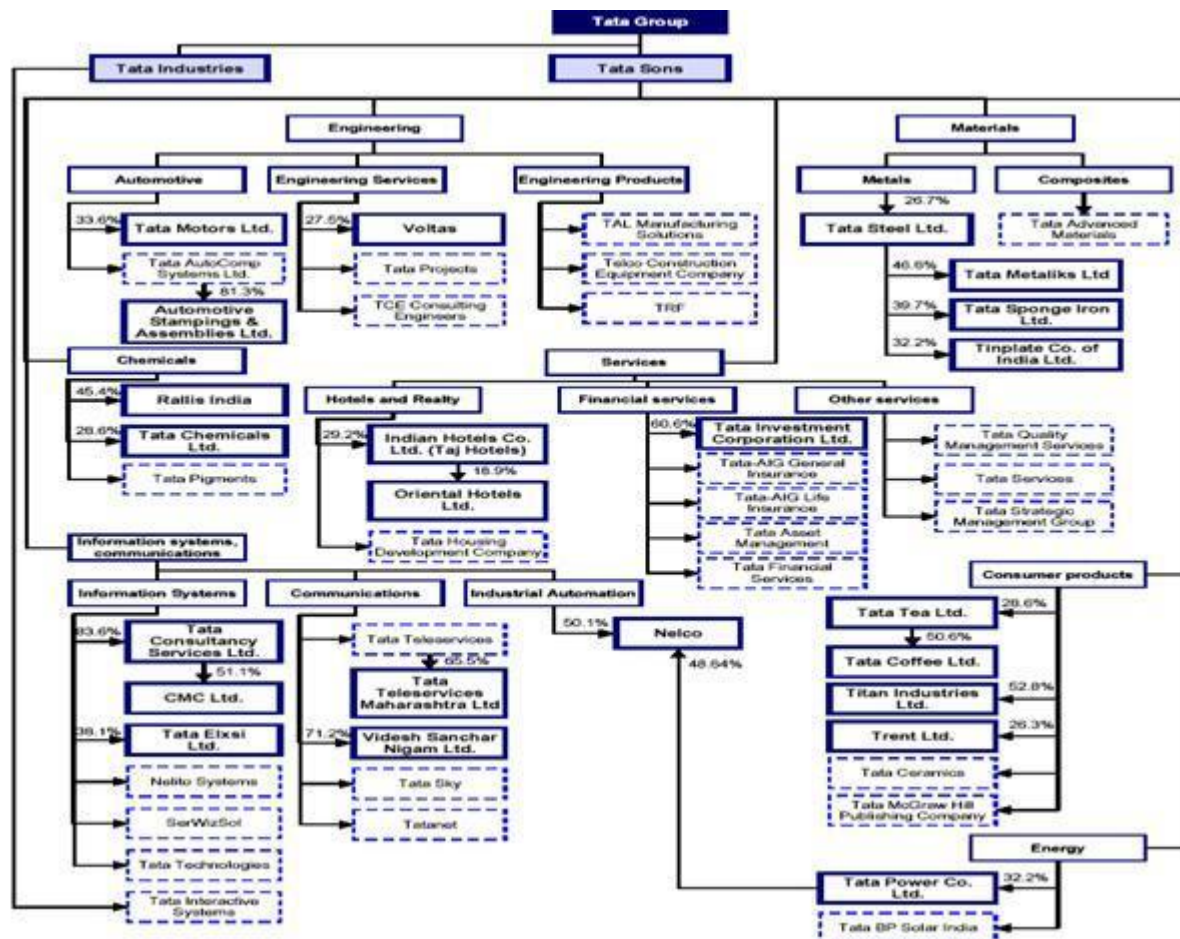 Tata Group
Tata Industries
Tata Sons
Engineering
Materials
Automotive
Engineering Services
Engineering Products
Metals
Composites
33.6%
Tata Motors Ltd.
27.5%
Voltas
TAL Manufacturing
Solutions
26.7%
Tata Steel Ltd.
Tata Advanced
Materials
Tata AutoComp
Systems Ltd.
Tata Projects
Telco Construction
Equipment Company
46.6%
Tata Metaliks Ltd
81.3%
Automotive
Stampings &
Assemblies Ltd.
TCE Consulting
Engineers
TRF
39.7%
Tata Sponge Iron
Ltd.
32.2%
Tinplate Co. of
India Ltd.
Chemicals
Services
45.4%
Rallis India
Hotels and Realty
Financial services
Other services
28.6%
Tata Chemicals
Ltd.
29.2%
Indian Hotels Co.
Ltd. (Taj Hotels)
60.6%
Tata Investment
Corporation Ltd.
Tata Quality
Management Services
Tata Pigments
18.9%
Oriental Hotels
Ltd.
Tata-AIG General
Insurance
Tata Services
Tata-AIG Life
Insurance
Tata Strategic
Management Group
Tata Housing
Development Company
Tata Asset
Management
Tata Financial
Services
Information systems,
communications
Consumer products
Information Systems
Communications
Industrial Automation
83.6%
Tata
Consultancy
Services Ltd.
Tata Teleservices
50.1%
Nelco
Tata Tea Ltd.
28.6%
51.1%
65.5%
48.64%
50.6%
CMC Ltd.
Tata
Teleservices
Maharashtra Ltd
Tata Coffee Ltd.
Tata Elxsi
Ltd.
71.2%
Videsh Sanchar
Nigam Ltd.
Titan Industries
Ltd.
52.8%
Trent Ltd.
26.3%
Nelito Systems
Tata Sky
Tata Ceramics
SerWizSol
Tatanet
Tata McGraw Hill
Publishing Company
Tata Technologies
Energy
Tata Interactive
Systems
Tata Power Co.
Ltd.
32.2%
Tata BP Solar India